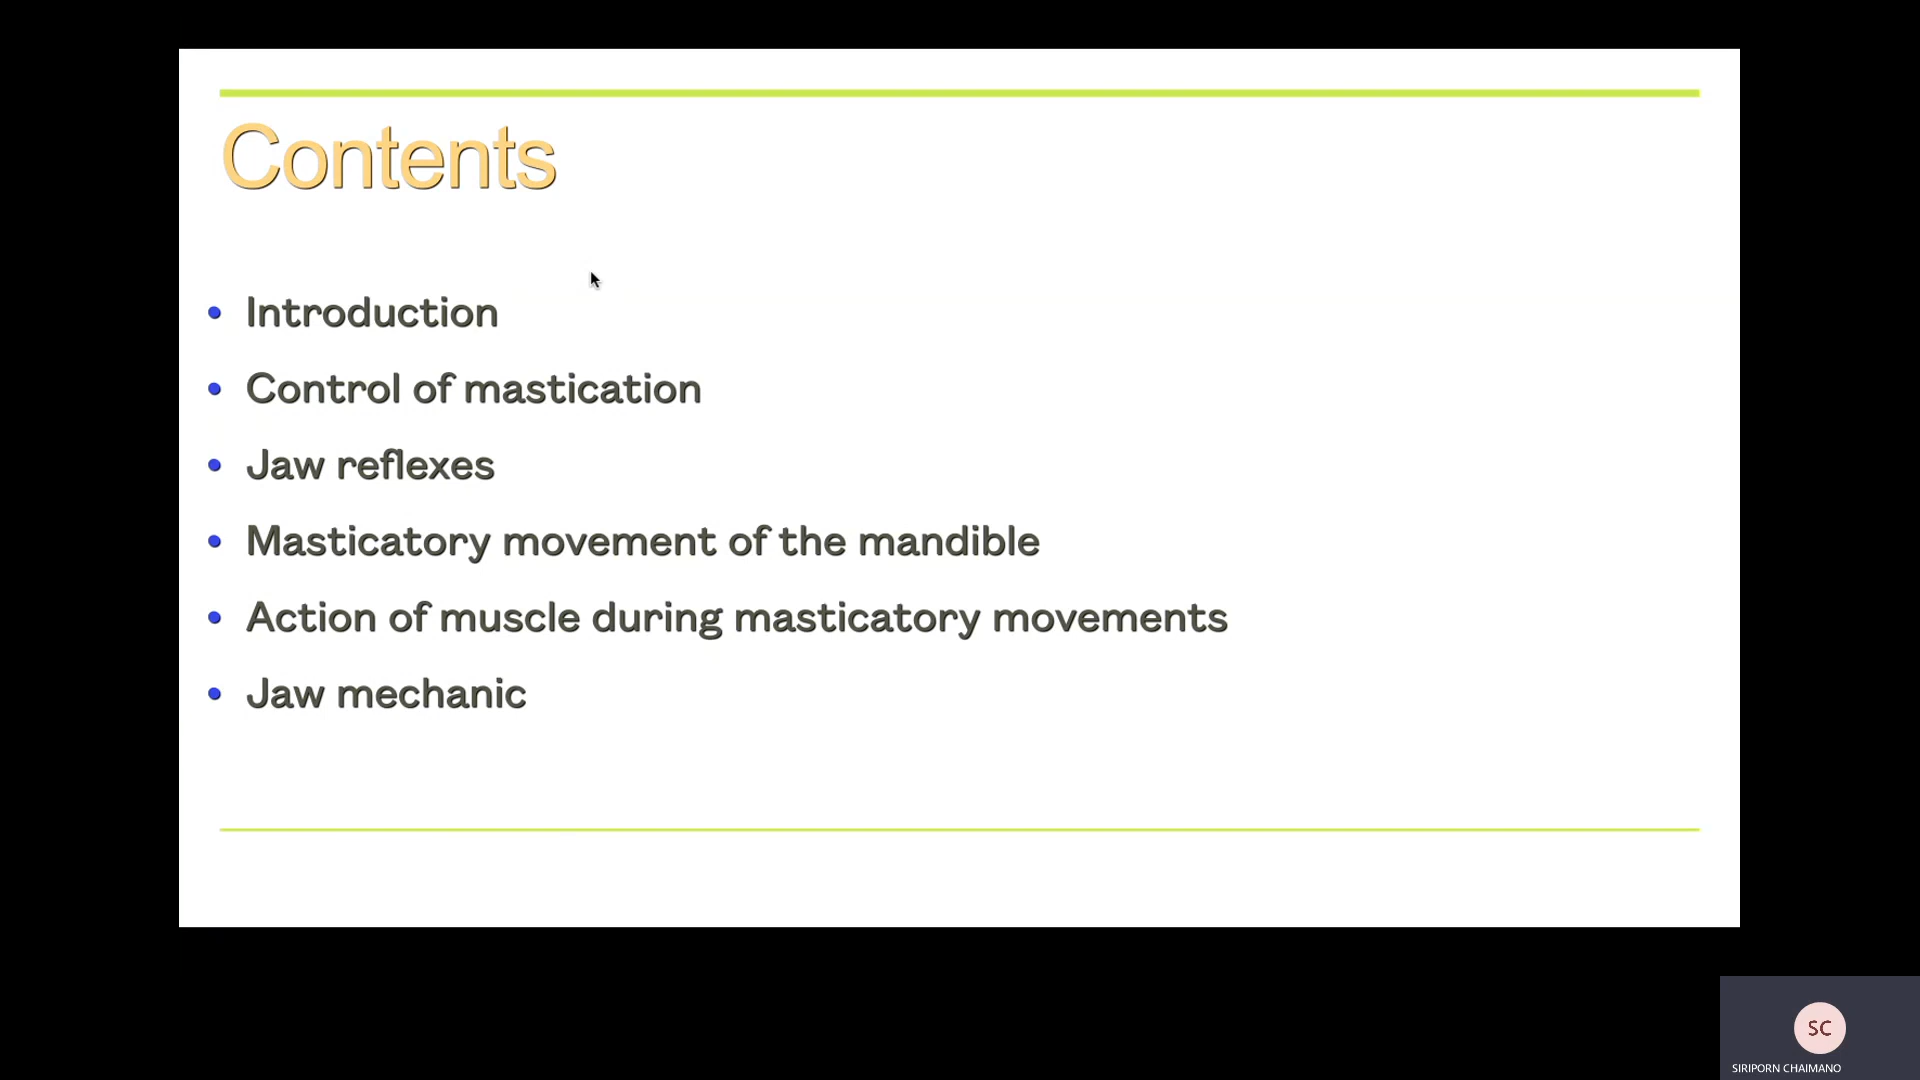 Contents
• Introduction
• Control of mastication
• Jaw reflexes
• Masticatory movement of the mandible
• Action of muscle during masticatory movements
• Jaw mechanic
SC
SIRIPORN CHAIMANO